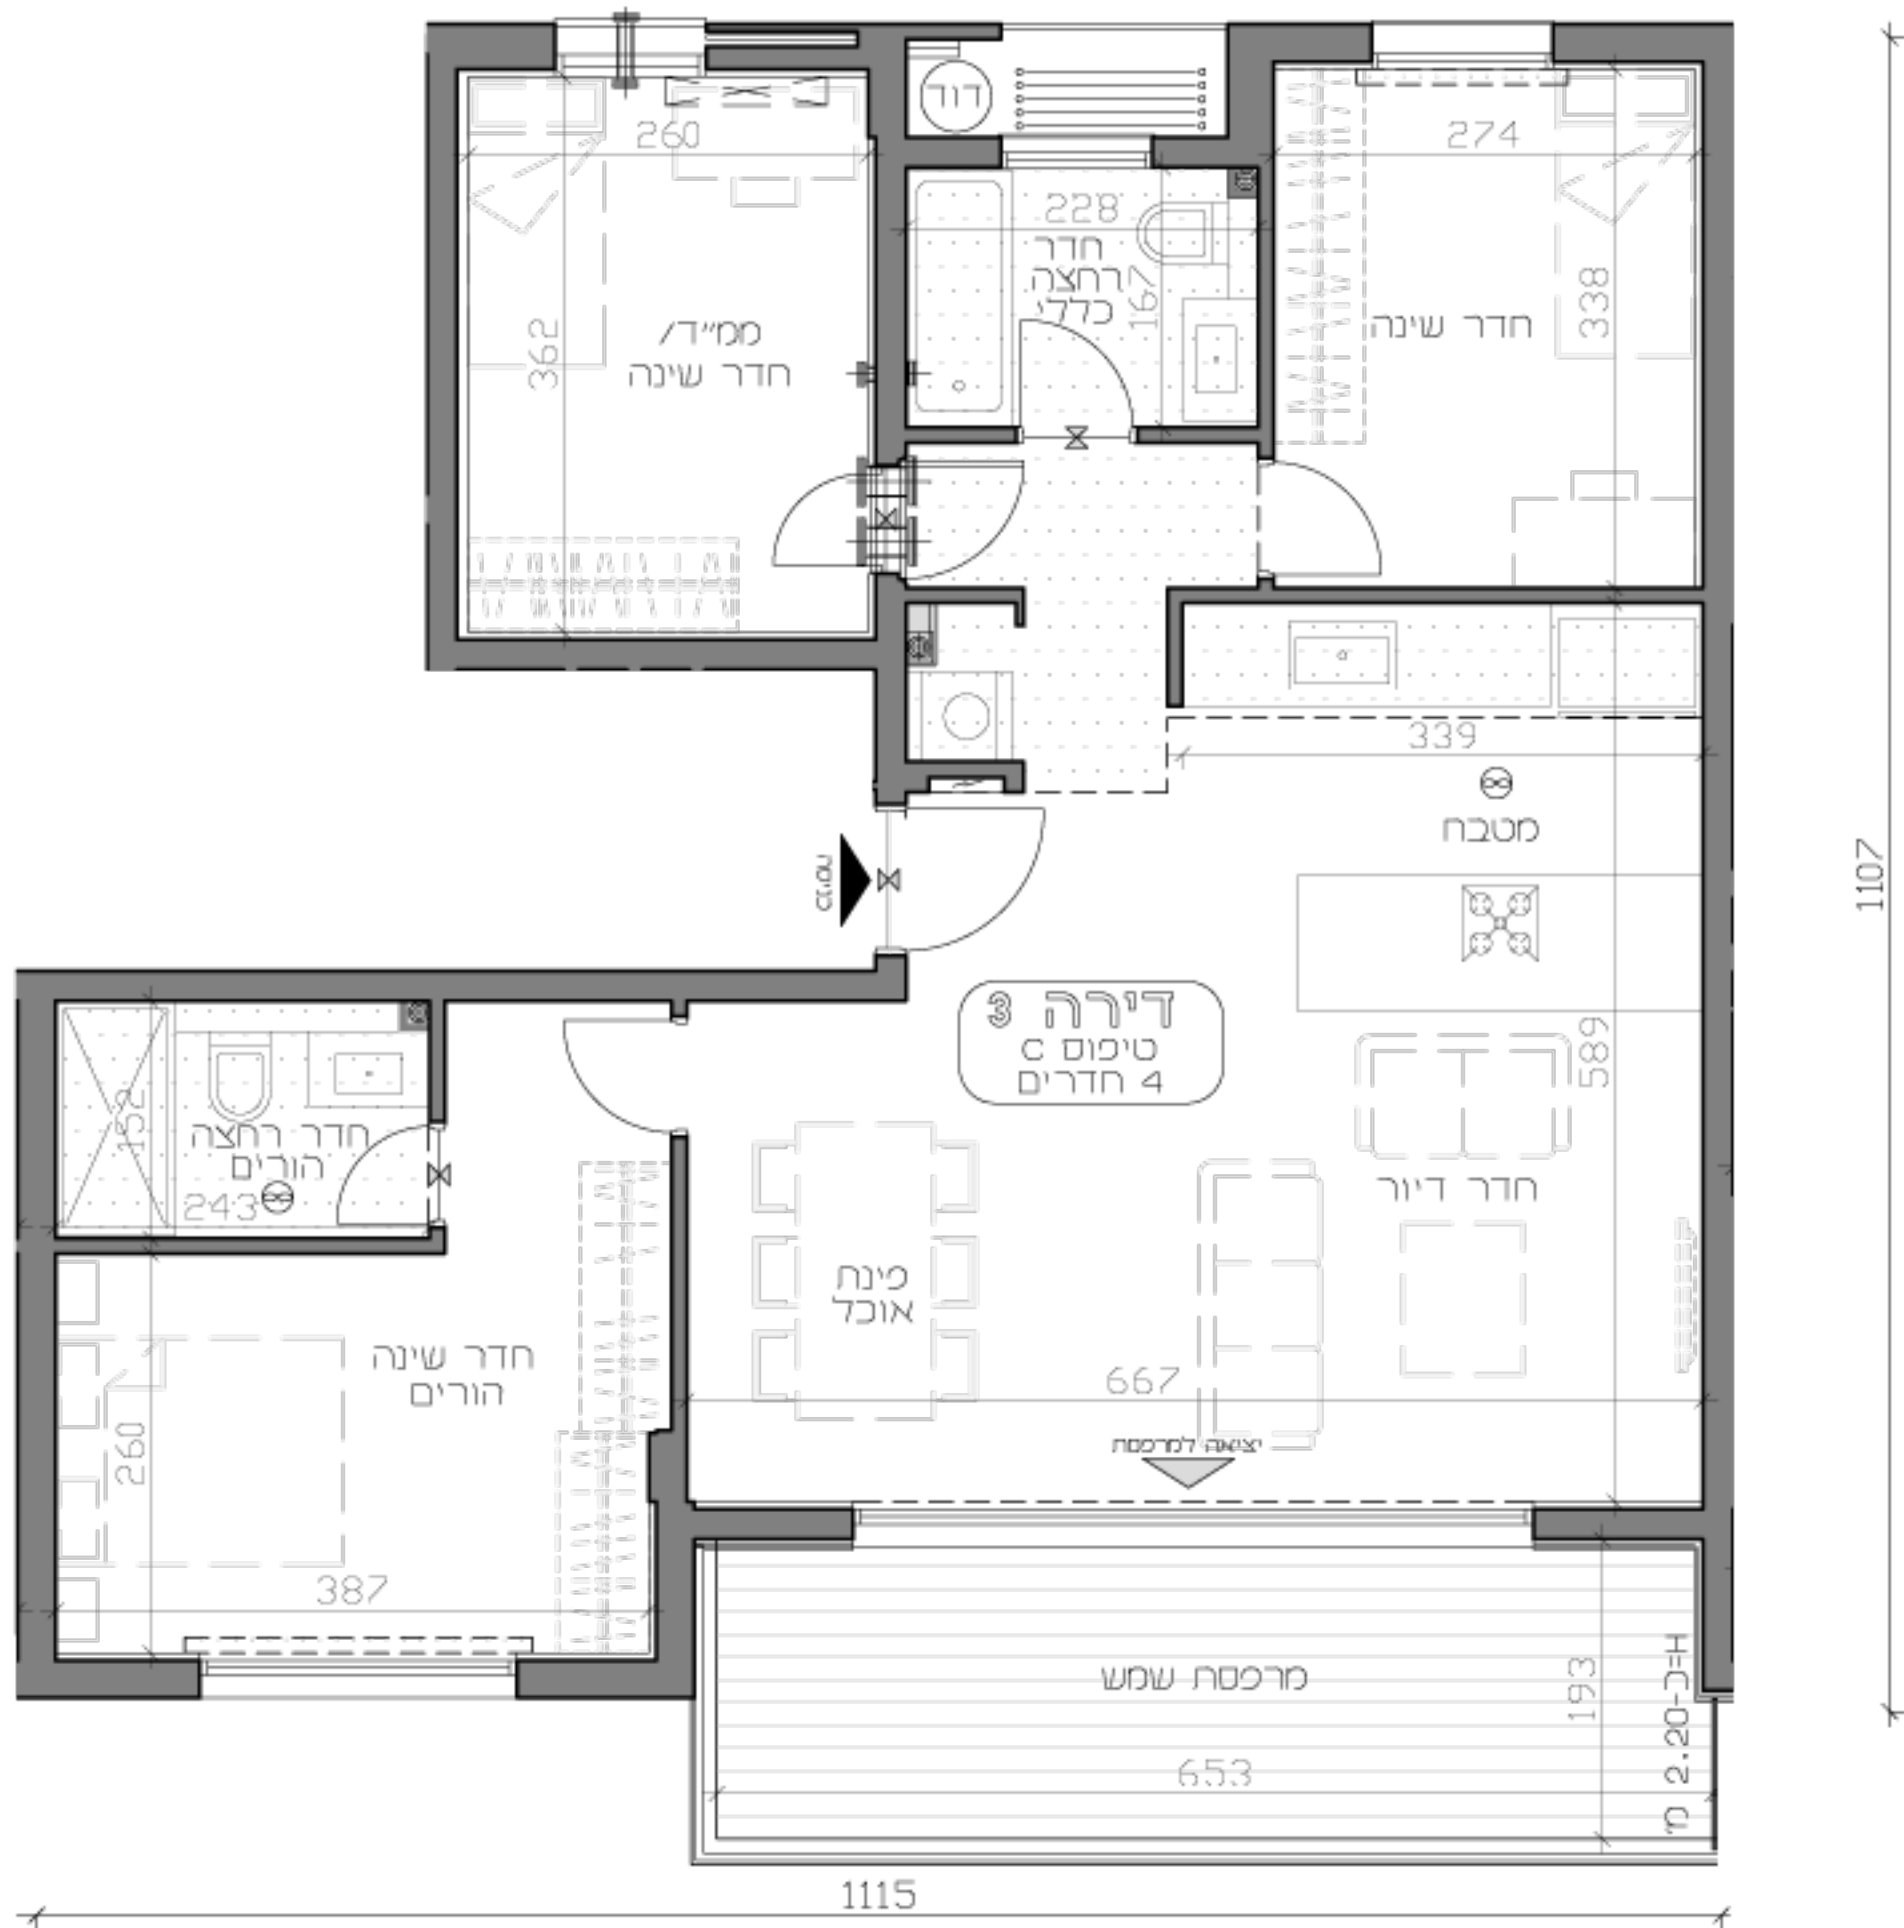 דוד
260
274
228
חדר
רחצה
כללי
167
338
362
ממ״ד/
חדר שינה
חדר שינה
339
מטבח
כניסה
1107
דירה 3
טיפוס C
4 חדרים
589
152
חדר רחצה
הורים
243
חדר דיור
פינת
אוכל
חדר שינה
הורים
667
260
יציאה למרפסת
387
מרפסת שמש
193
H=כ-2.20 מ
653
1115